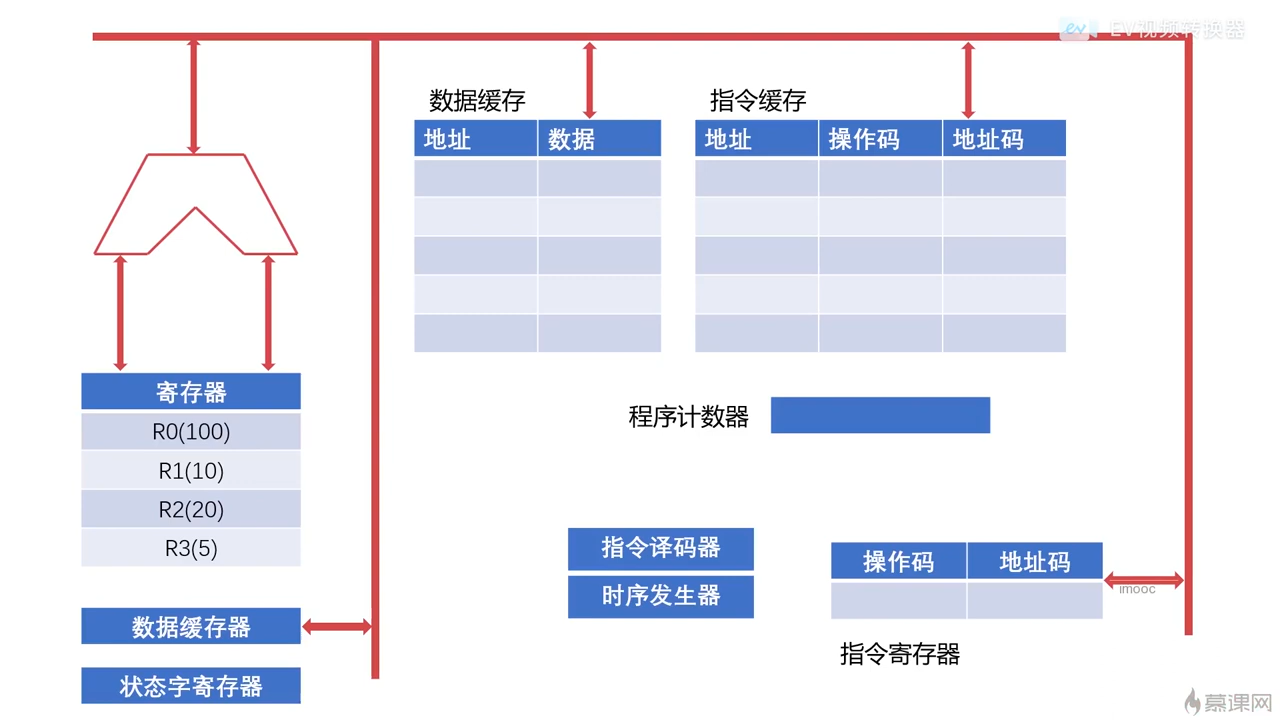 EV视频转换器
数据缓存
指令缓存
地址 数据
地址 操作码 地址码
寄存器
R0(100)
R1(10)
R2(20)
R3(5)
程序计数器
指令译码器
时序发生器
操作码 地址码
imooc
指令寄存器
数据缓存器
状态字寄存器
慕课网